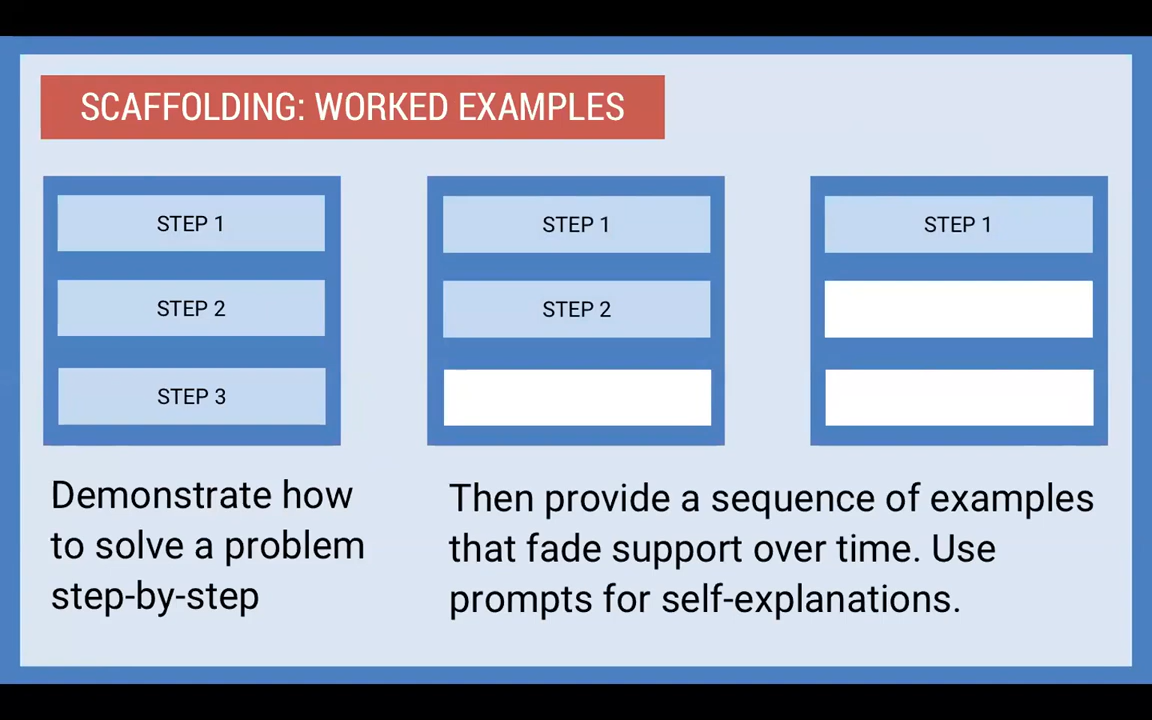 SCAFFOLDING: WORKED EXAMPLES
STEP 1
STEP 2
STEP 3
STEP 1
STEP 2
STEP 1
Demonstrate how
to solve a problem
step-by-step
Then provide a sequence of examples
that fade support over time. Use
prompts for self-explanations.